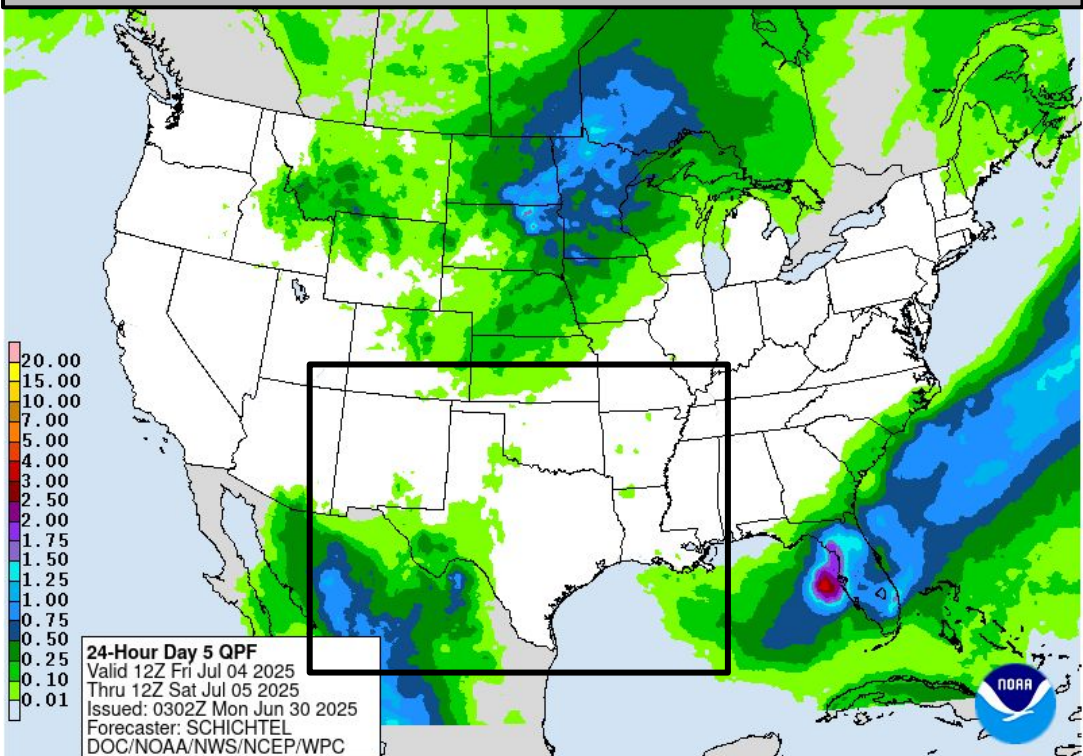 20.00
15.00
10.00
7.00
5.00
4.00
3.00
2.50
2.00
1.75
1.50
1.25
1.00
0.75
0.50
0.25
0.10
0.01
24-Hour Day 5 QPF
Valid 12Z Fri Jul 04 2025
Thru 12Z Sat Jul 05 2025
Issued: 0302Z Mon Jun 30 2025
Forecaster: SCHICHTEL
DOC/NOAA/NWS/NCEP/WPC
NOAA